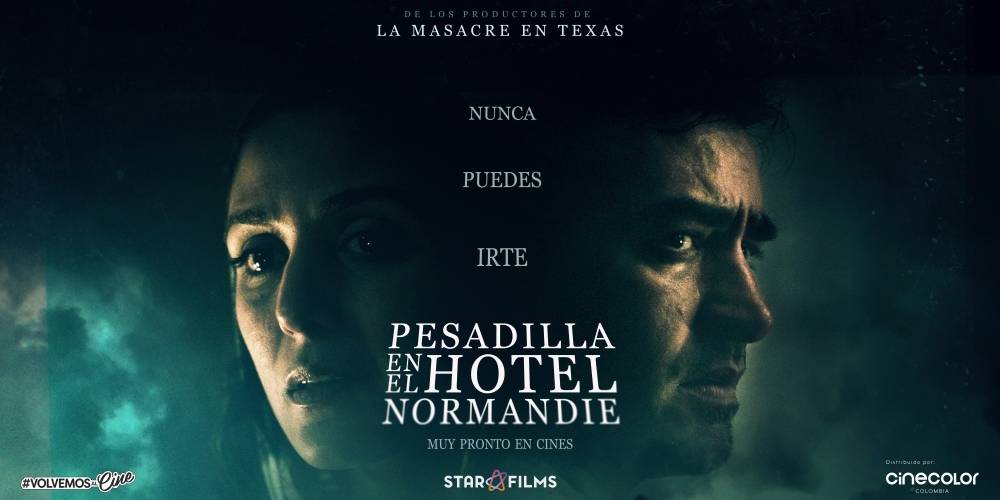 DE LOS PRODUCTORES DE
LA MASACRE EN TEXAS
NUNCA
PUEDES
IRTE
PESADILLA
EN EL HOTEL
NORMANDIE
MUY PRONTO EN CINES
#VOLVEMOS AL Cine
STAR FILMS
Distribuido por:
cinecolor
COLOMBIA